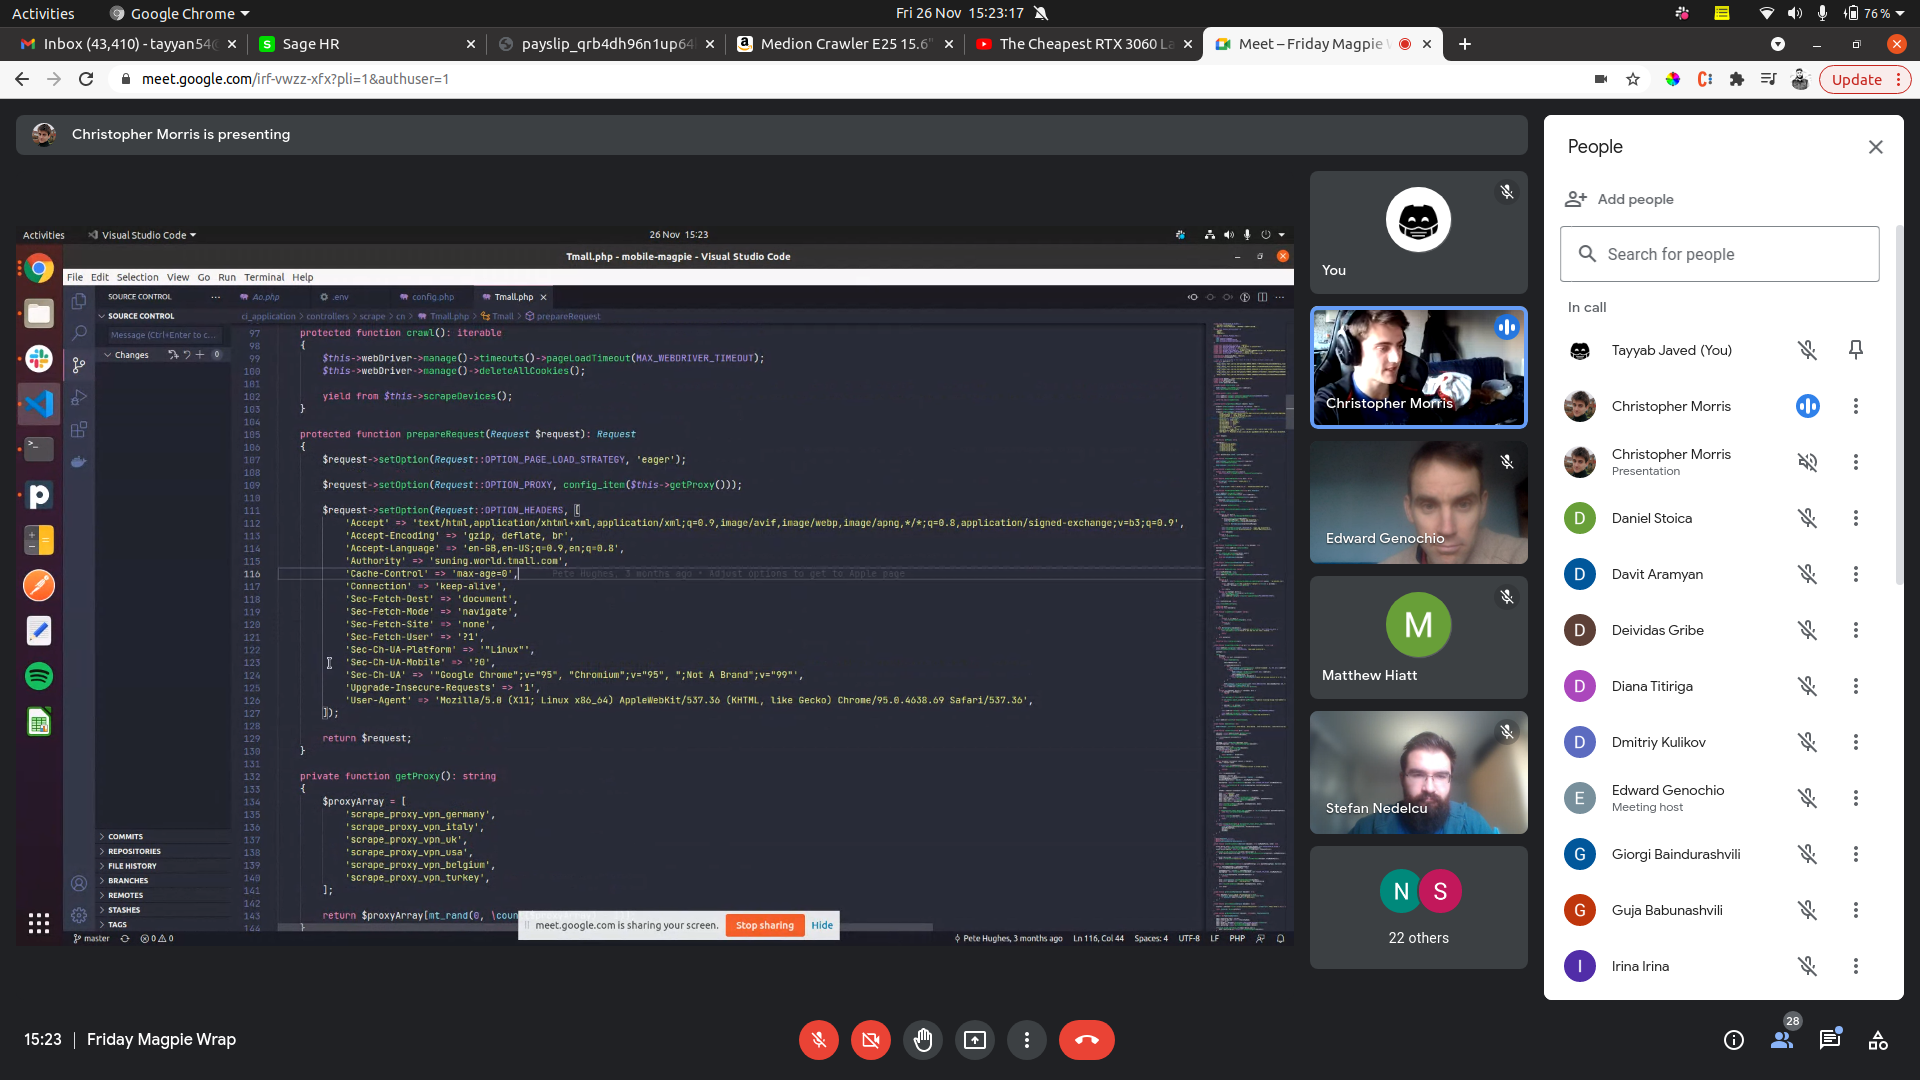 Activities
Google Chrome
Fri 26 Nov 15:23:17
76 %
Inbox (43,410) - tayyan54@
Sage HR
payslip_qrb4dh96n1up64
Medion Crawler E25 15.6"
The Cheapest RTX 3060 La
Meet – Friday Magpie W
meet.google.com/irf-vwzz-xfx?pli=1&authuser=1
Update
Christopher Morris is presenting
Activities
Visual Studio Code
26 Nov 15:23
Tmall.php - mobile-magpie - Visual Studio Code
File Edit Selection View Go Run Terminal Help
SOURCE CONTROL
Ao.php
.env
config.php
Tmall.php
SOURCE CONTROL
ci_application > controllers > scrape > cn > Tmall.php > Tmall > prepareRequest
Message (Ctrl+Enter to c...
Changes
0
97 protected function crawl(): iterable
98 {
99 $this->webDriver->manage()->timeouts()->pageLoadTimeout(MAX_WEBDRIVER_TIMEOUT);
100 $this->webDriver->manage()->deleteAllCookies();
101
102 yield from $this->scrapeDevices();
103 }
104
105 protected function prepareRequest(Request $request): Request
106 {
107 $request->setOption(Request::OPTION_PAGE_LOAD_STRATEGY, 'eager');
108
109 $request->setOption(Request::OPTION_PROXY, config_item($this->getProxy()));
110
111 $request->setOption(Request::OPTION_HEADERS, [
112 'Accept' => 'text/html,application/xhtml+xml,application/xml;q=0.9,image/avif,image/webp,image/apng,*/*;q=0.8,application/signed-exchange;v=b3;q=0.9',
113 'Accept-Encoding' => 'gzip, deflate, br',
114 'Accept-Language' => 'en-GB,en-US;q=0.9,en;q=0.8',
115 'Authority' => 'suning.world.tmall.com',
116 'Cache-Control' => 'max-age=0', Pete Hughes, 3 months ago • Adjust options to get to Apple page
117 'Connection' => 'keep-alive',
118 'Sec-Fetch-Dest' => 'document',
119 'Sec-Fetch-Mode' => 'navigate',
120 'Sec-Fetch-Site' => 'none',
121 'Sec-Fetch-User' => '?1',
122 'Sec-Ch-UA-Platform' => '"Linux"',
123 'Sec-Ch-UA-Mobile' => '?0',
124 'Sec-Ch-UA' => '"Google Chrome";v="95", "Chromium";v="95", ";Not A Brand";v="99"',
125 'Upgrade-Insecure-Requests' => '1',
126 'User-Agent' => 'Mozilla/5.0 (X11; Linux x86_64) AppleWebKit/537.36 (KHTML, like Gecko) Chrome/95.0.4638.69 Safari/537.36',
127 ]);
128
129 return $request;
130 }
131
132 private function getProxy(): string
133 {
134 $proxyArray = [
135 'scrape_proxy_vpn_germany',
136 'scrape_proxy_vpn_italy',
137 'scrape_proxy_vpn_uk',
138 'scrape_proxy_vpn_usa',
139 'scrape_proxy_vpn_belgium',
140 'scrape_proxy_vpn_turkey',
141 ];
142
143 return $proxyArray[mt_rand(0, \coun
144 }
COMMITS
REPOSITORIES
FILE HISTORY
BRANCHES
REMOTES
STASHES
TAGS
meet.google.com is sharing your screen.
Stop sharing
Hide
master
0 0
Pete Hughes, 3 months ago
Ln 116, Col 44
Spaces: 4
UTF-8
LF
PHP
You
Christopher Morris
Edward Genochio
M
Matthew Hiatt
Stefan Nedelcu
N S
22 others
People
Add people
Search for people
In call
Tayyab Javed (You)
Christopher Morris
Christopher Morris
Presentation
D Daniel Stoica
D Davit Aramyan
D Deividas Gribe
D Diana Titiriga
D Dmitriy Kulikov
E Edward Genochio
Meeting host
G Giorgi Baindurashvili
G Guja Babunashvili
I Irina Irina
15:23 | Friday Magpie Wrap
28